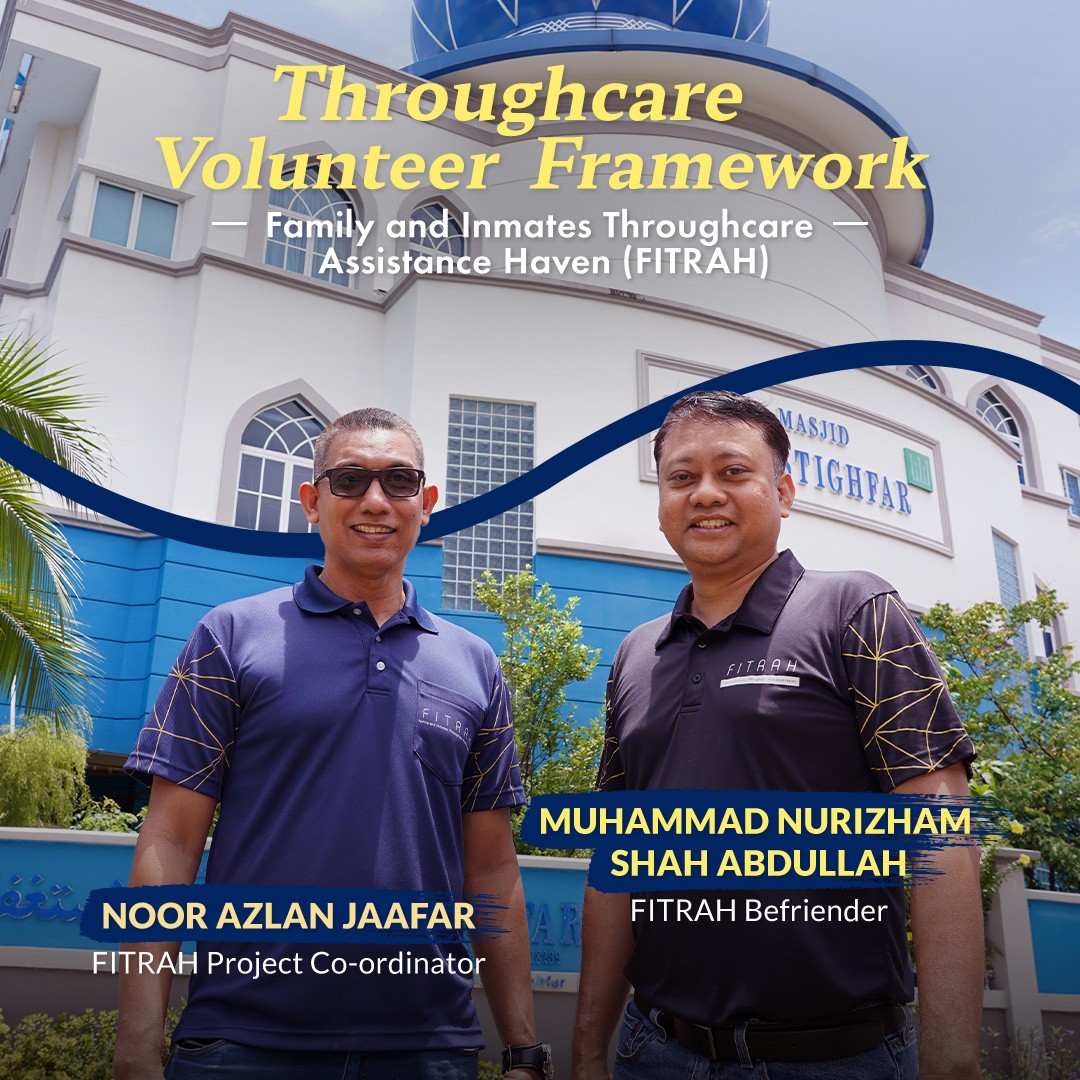 Throughcare
Volunteer Framework
— Family and Inmates Throughcare —
Assistance Haven (FITRAH)
MASJID
STIGHFAR
FITRA
FITRAH
MUHAMMAD NURIZHAM
SHAH ABDULLAH
FITRAH Befriender
NOOR AZLAN JAAFAR
FITRAH Project Co-ordinator